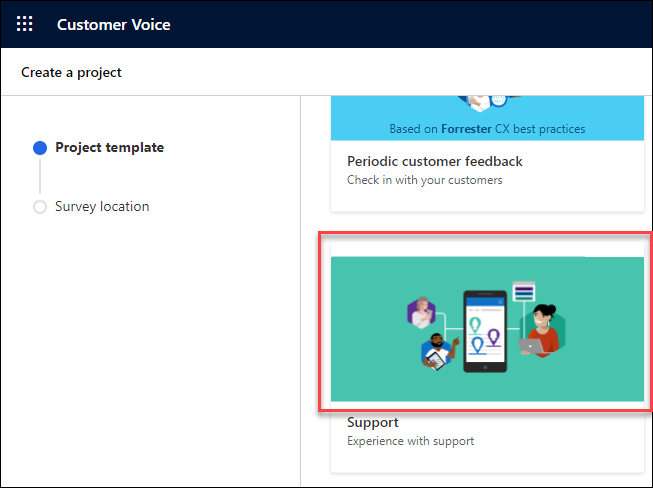 Customer Voice
Create a project
Project template
Survey location
Based on Forrester CX best practices
Periodic customer feedback
Check in with your customers
Support
Experience with support